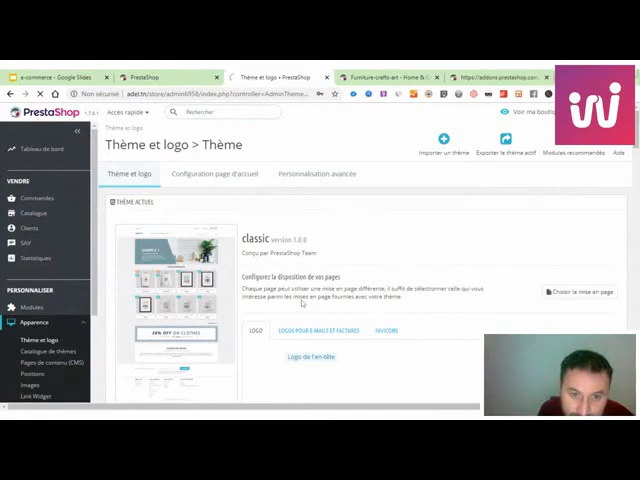 e-commerce - Google Slides
PrestaShop
Thème et logo • PrestaShop
Furniture-crafts-art - Home & G
https://addons.prestashop.com
Non sécurisé
adel.tn/store/admin6958/index.php?controller=AdminTheme...
PrestaShop 1.7.6.1
Accès rapide
Rechercher
Voir ma boutiq
Thème et logo
Thème et logo > Thème
Importer un thème
Exporter le thème actif
Modules recommandés
Aide
Thème et logo
Configuration page d'accueil
Personnalisation avancée
Tableau de bord
VENDRE
Commandes
Catalogue
Clients
SAV
Statistiques
PERSONNALISER
Modules
Apparence
Thème et logo
Catalogue de thèmes
Pages de contenu (CMS)
Positions
Images
Link Widget
THÈME ACTUEL
SAMPLE 1
20% OFF ON CLOTHES
classic version 1.0.0
Conçu par PrestaShop Team
Configurez la disposition de vos pages
Chaque page peut utiliser une mise en page différente, il suffit de sélectionner celle qui vous
intéresse parmi les mises en page fournies avec votre thème.
Choisir la mise en page
LOGO
LOGOS POUR E-MAILS ET FACTURES
FAVICONS
Logo de l'en-tête